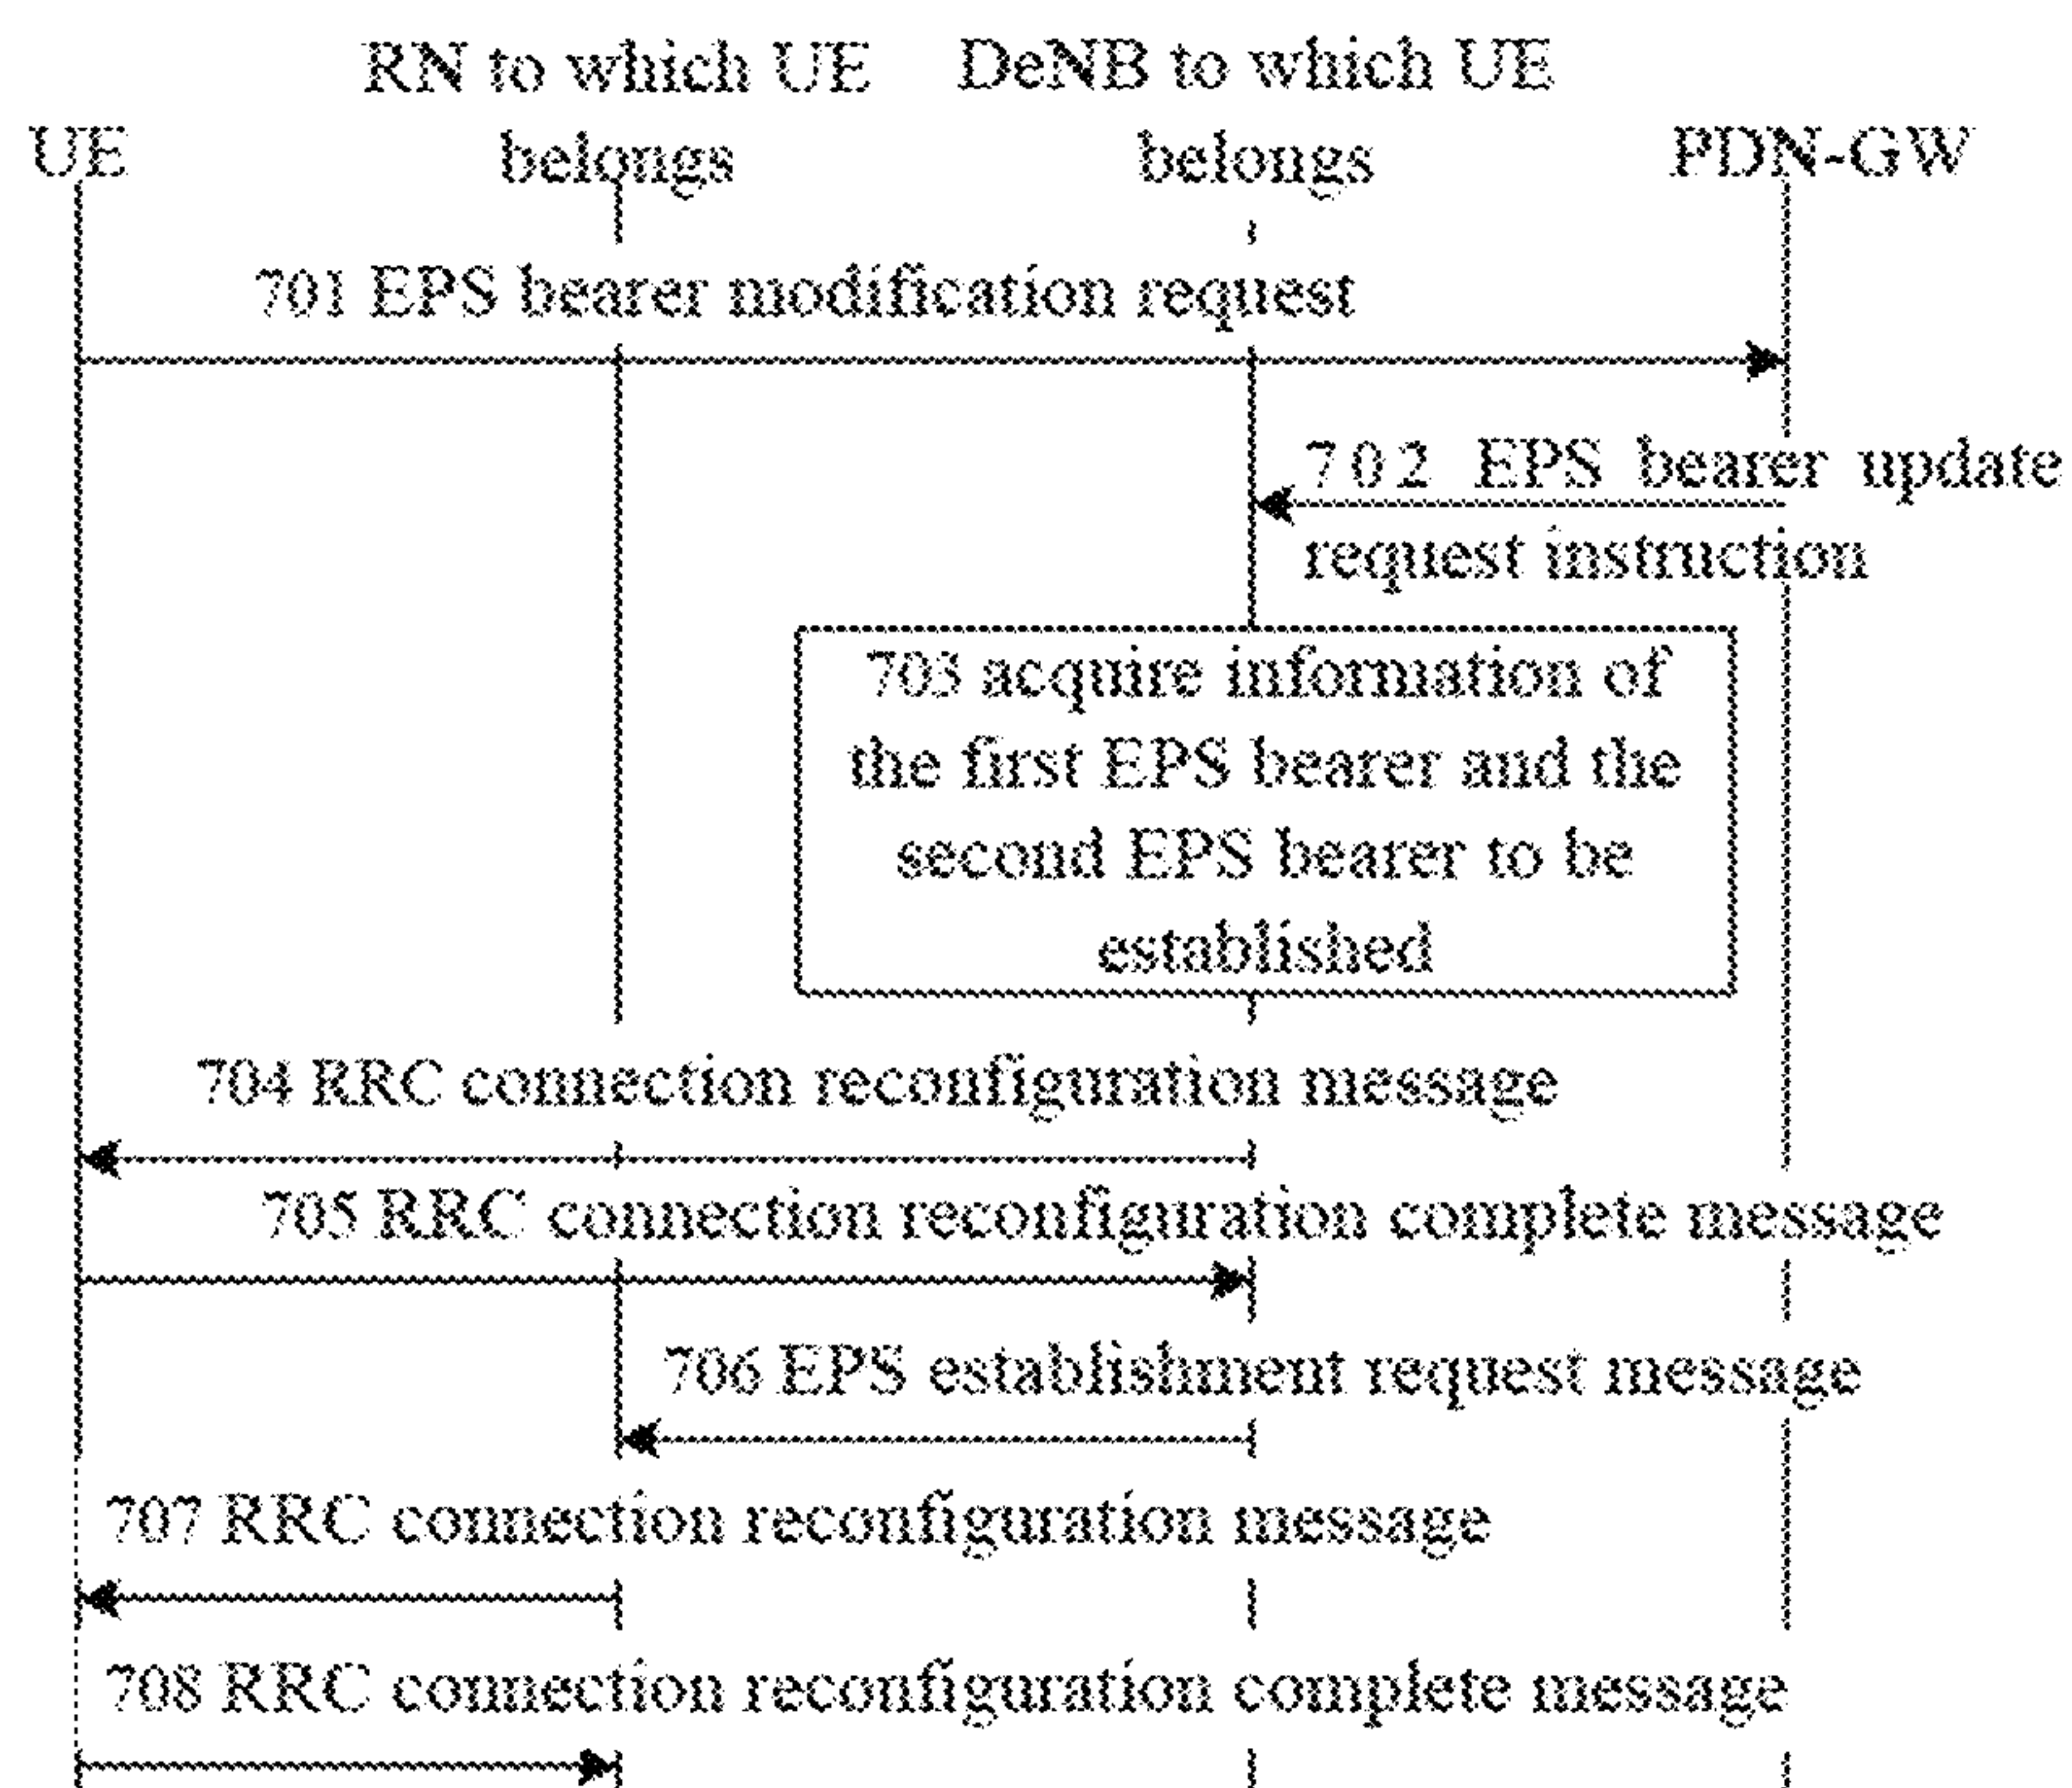 RN to which UE
belongs
DeNB to which UE
belongs
UE
PDN-GW
701 EPS bearer modification request
702 EPS bearer update
request instruction
703 acquire information of
the first EPS bearer and the
second EPS bearer to be
established
704 RRC connection reconfiguration message
705 RRC connection reconfiguration complete message
706 EPS establishment request message
707 RRC connection reconfiguration message
708 RRC connection reconfiguration complete message